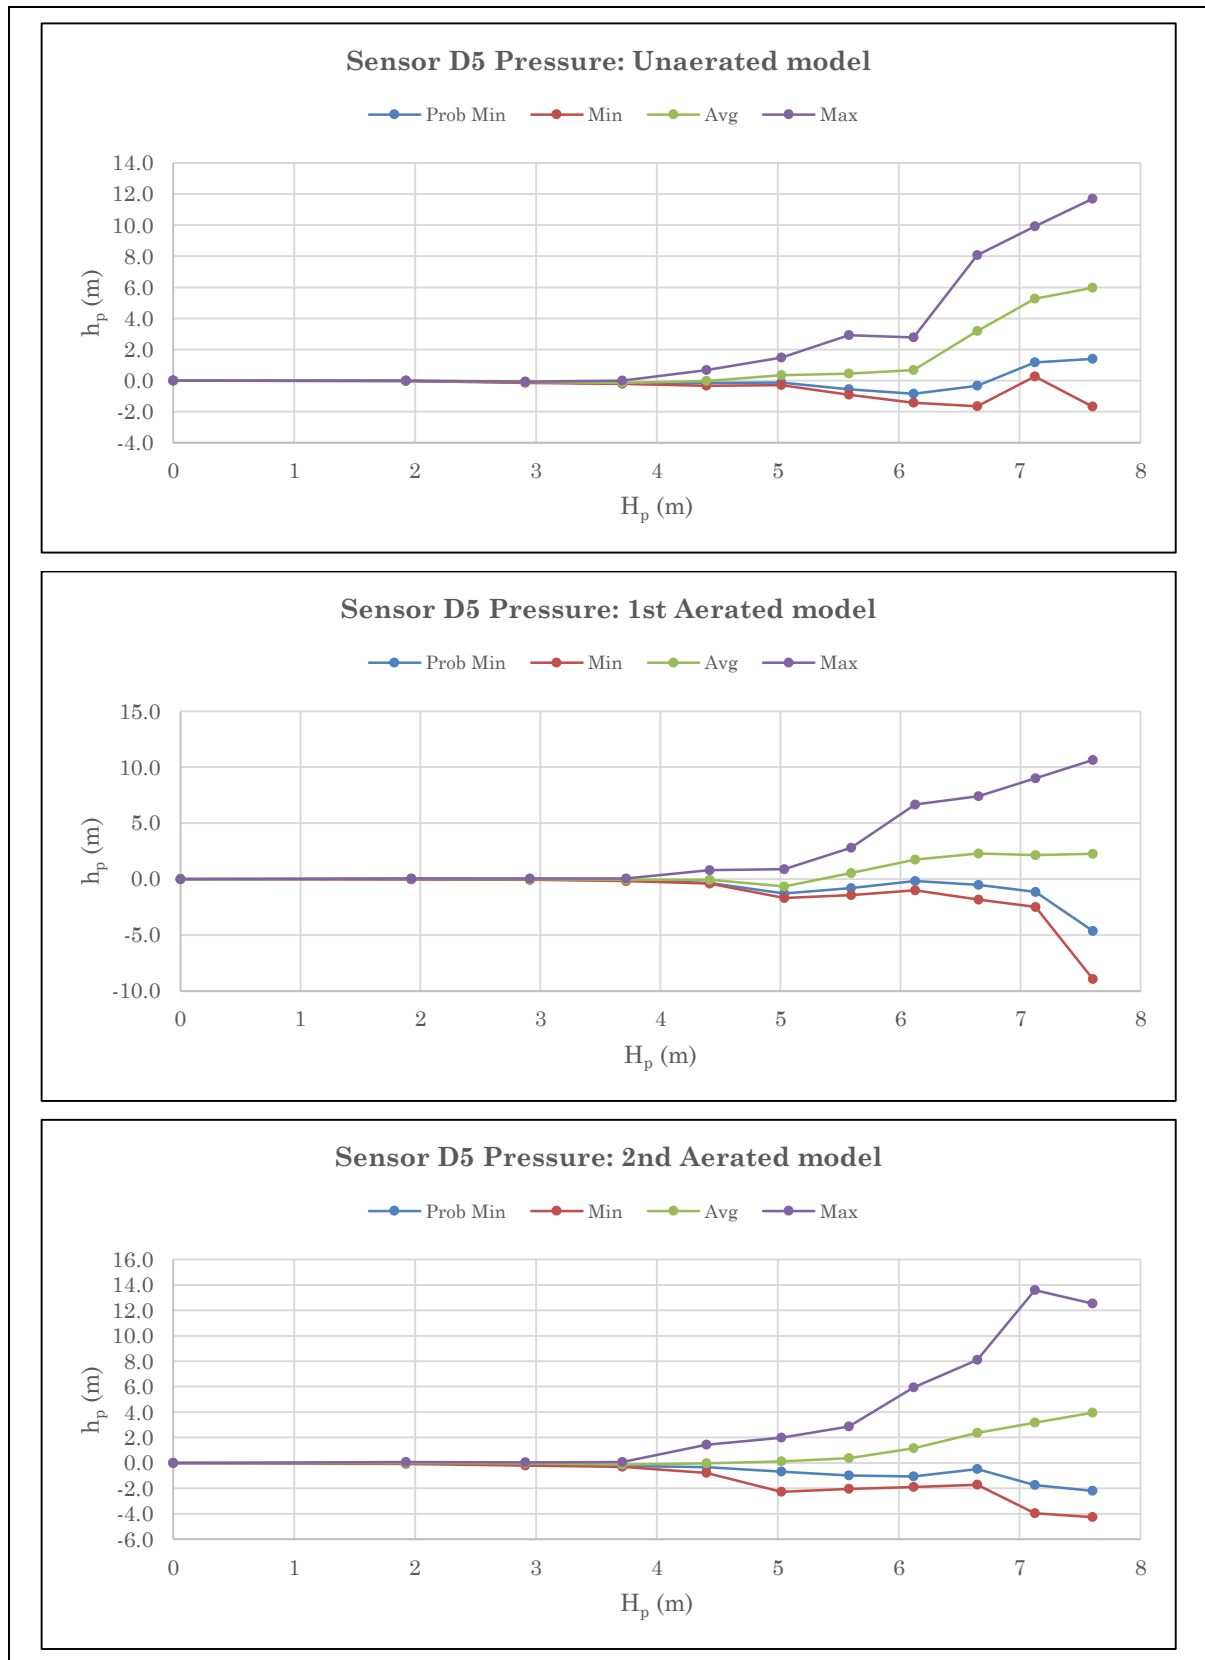 Sensor D5 Pressure: Unaerated model
Prob Min Min Avg Max
14.0
12.0
10.0
8.0
6.0
4.0
2.0
0.0
-2.0
-4.0
h_p (m)
0 1 2 3 4 5 6 7 8
H_p (m)
Sensor D5 Pressure: 1st Aerated model
Prob Min Min Avg Max
15.0
10.0
5.0
0.0
-5.0
-10.0
h_p (m)
0 1 2 3 4 5 6 7 8
H_p (m)
Sensor D5 Pressure: 2nd Aerated model
Prob Min Min Avg Max
16.0
14.0
12.0
10.0
8.0
6.0
4.0
2.0
0.0
-2.0
-4.0
-6.0
h_p (m)
0 1 2 3 4 5 6 7 8
H_p (m)